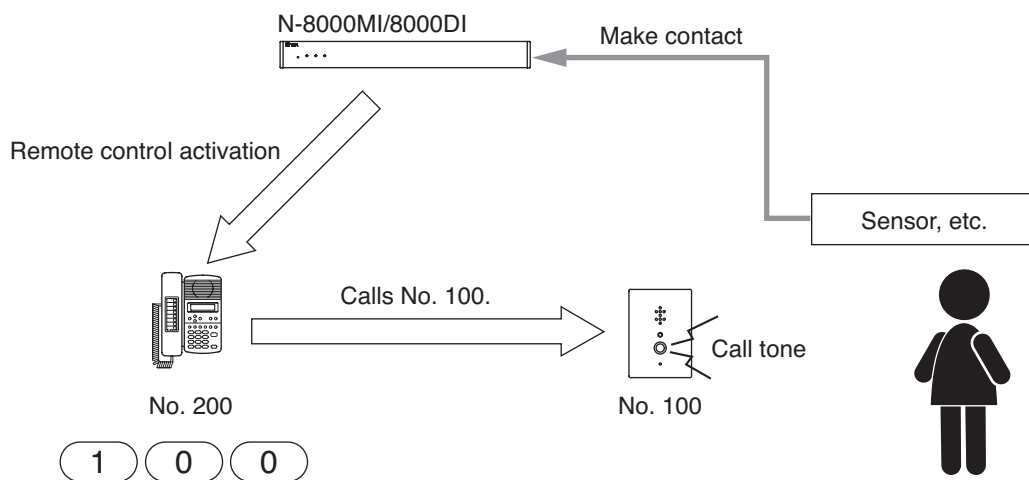 N-8000MI/8000DI
Make contact
Remote control activation
Sensor, etc.
Calls No. 100.
Call tone
No. 200
No. 100
1 0 0